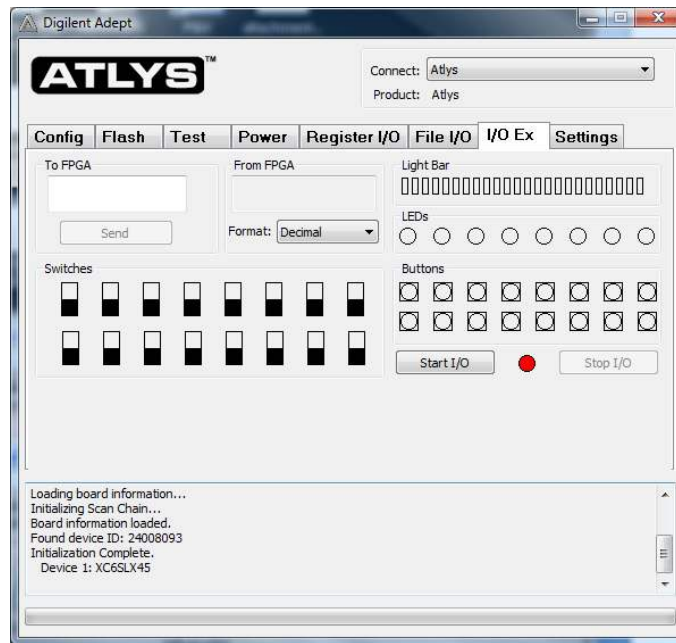 Digilent Adept
ATLYS™
Connect: Atlys
Product: Atlys
Config Flash Test Power Register I/O File I/O I/O Ex Settings
To FPGA
Send
From FPGA
Format: Decimal
Light Bar
LEDs
Switches
Buttons
Start I/O
Stop I/O
Loading board information...
Initializing Scan Chain...
Board information loaded.
Found device ID: 24008093
Initialization Complete.
Device 1: XC6SLX45